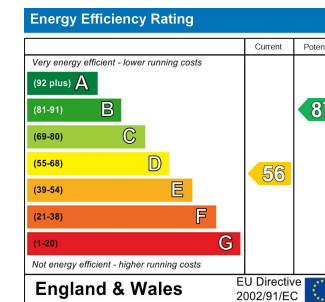 Energy Efficiency Rating
Current
Very energy efficient - lower running costs
(92 plus) A
(81-91) B
(69-80) C
(55-68) D
56
(39-54) E
(21-38) F
(1-20) G
Not energy efficient - higher running costs
England & Wales
EU Directive
2002/91/EC